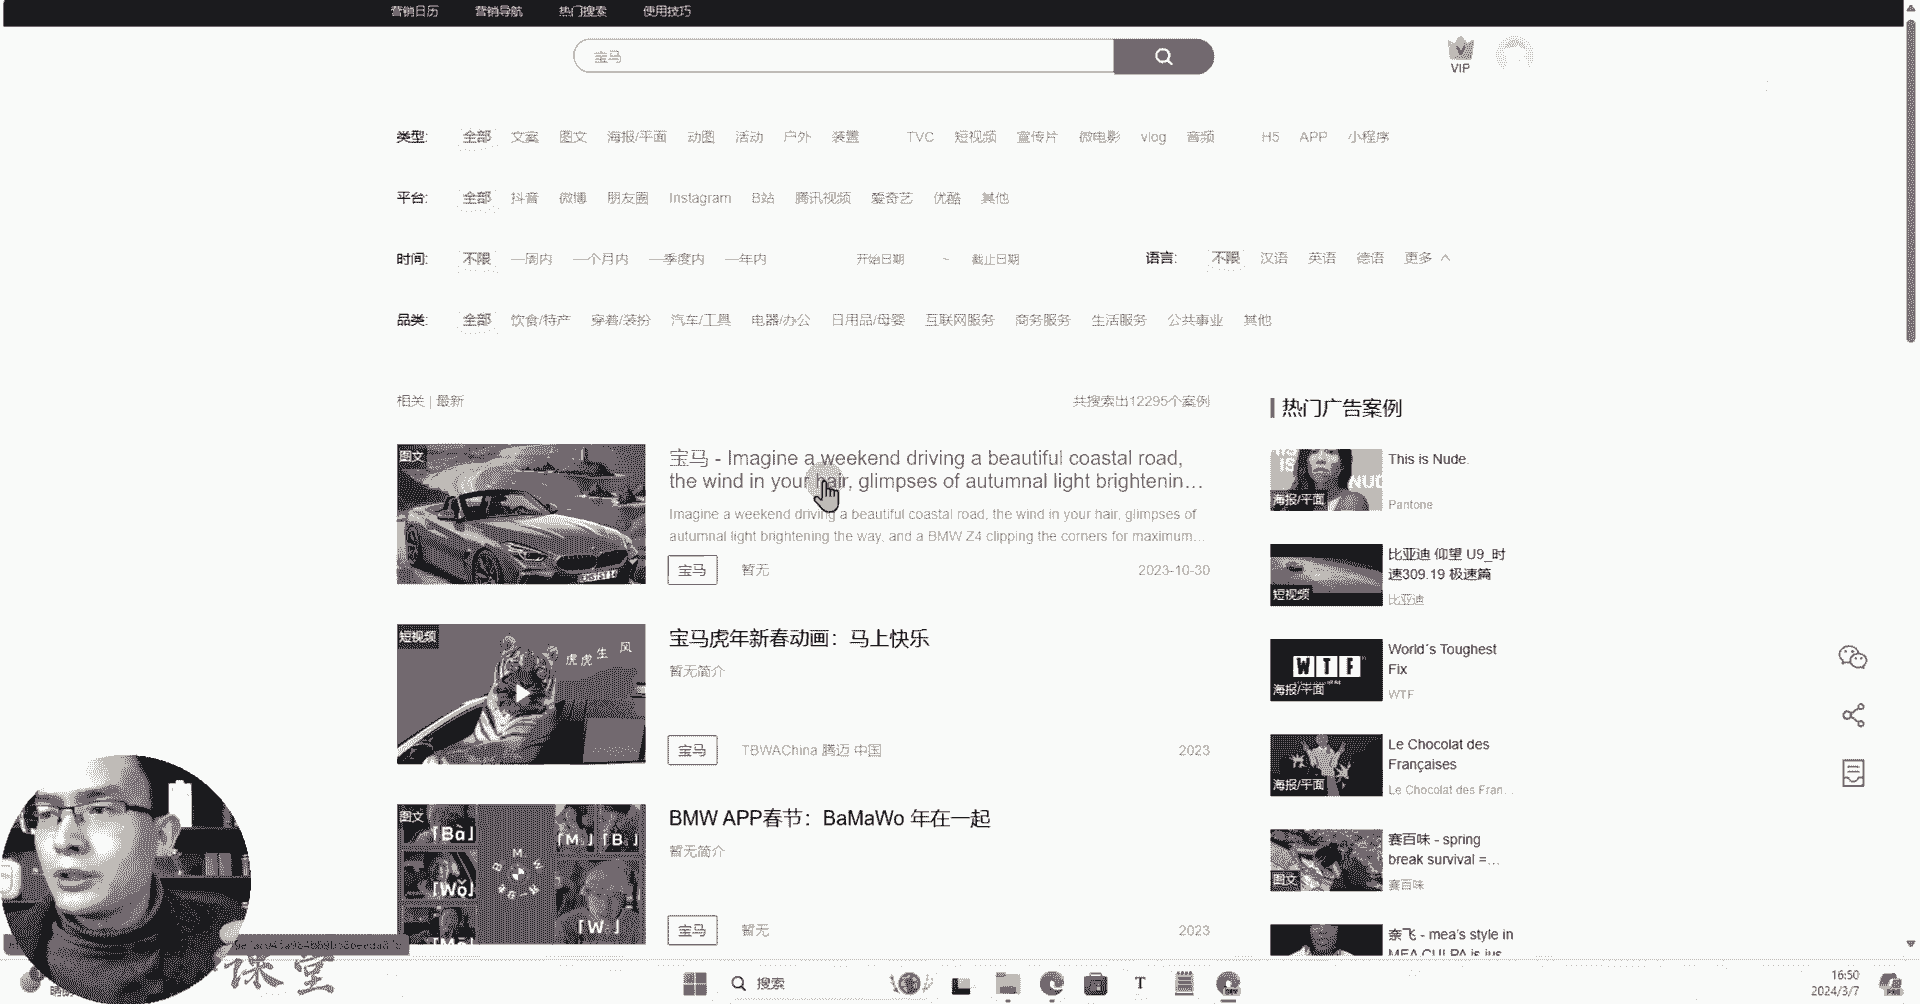 营销日历 营销导航 热门搜索 使用技巧
宝马
VIP
类型: 全部 文案 图文 海报/平面 动图 活动 户外 装置 TVC 短视频 宣传片 微电影 vlog 音频 H5 APP 小程序
平台: 全部 抖音 微博 朋友圈 Instagram B站 腾讯视频 爱奇艺 优酷 其他
时间: 不限 一周内 一个月内 一季度内 一年内 开始日期 ~ 截止日期 语言: 不限 汉语 英语 德语 更多
品类: 全部 饮食/特产 穿着/装扮 汽车/工具 电器/办公 日用品/母婴 互联网服务 商务服务 生活服务 公共事业 其他
相关 | 最新
共搜索出12295个案例
图文
宝马 - Imagine a weekend driving a beautiful coastal road,
the wind in your hair, glimpses of autumnal light brightenin...
Imagine a weekend driving a beautiful coastal road, the wind in your hair, glimpses of
autumnal light brightening the way, and a BMW Z4 clipping the corners for maximum...
宝马 暂无 2023-10-30
短视频
虎虎生风
宝马虎年新春动画：马上快乐
暂无简介
宝马 TBWAChina 腾迈 中国 2023
图文
「Bà」
「M」「B」
「Wǒ」
「W」
BMW APP春节：BaMaWo 年在一起
暂无简介
宝马 暂无 2023
热门广告案例
海报/平面
This is Nude.
Pantone
短视频
比亚迪 仰望 U9_时
速309.19 极速篇
比亚迪
WTF
海报/平面
World´s Toughest
Fix
WTF
海报/平面
Le Chocolat des
Françaises
Le Chocolat des Fran...
图文
赛百味 - spring
break survival =...
赛百味
奈飞 - mea's style in
MEA CULPA is jus
课堂
搜索
16:50
2024/3/7